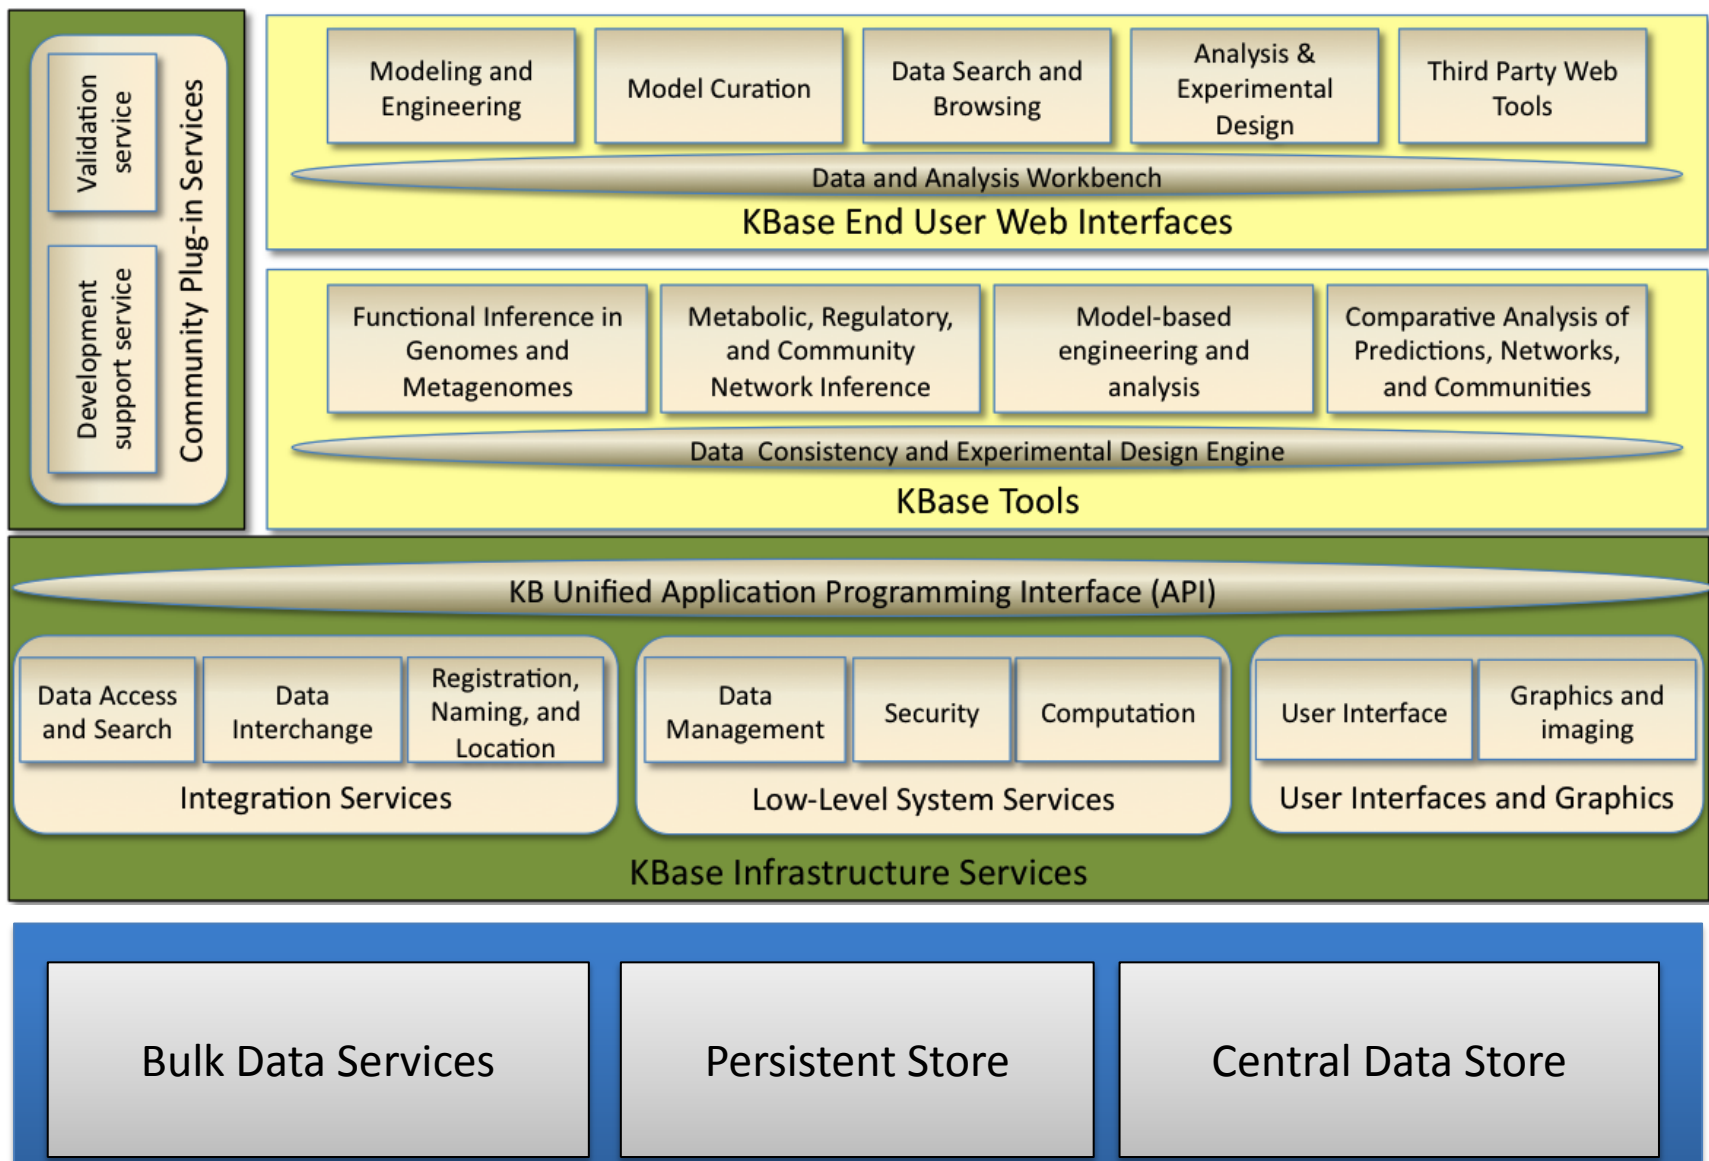 Validation
service
Development
support service
Community Plug-in Services
Modeling and
Engineering
Model Curation
Data Search and
Browsing
Analysis &
Experimental
Design
Third Party Web
Tools
Data and Analysis Workbench
KBase End User Web Interfaces
Functional Inference in
Genomes and
Metagenomes
Metabolic, Regulatory,
and Community
Network Inference
Model-based
engineering and
analysis
Comparative Analysis of
Predictions, Networks,
and Communities
Data Consistency and Experimental Design Engine
KBase Tools
KB Unified Application Programming Interface (API)
Data Access
and Search
Data
Interchange
Registration,
Naming, and
Location
Integration Services
Data
Management
Security
Computation
Low-Level System Services
User Interface
Graphics and
imaging
User Interfaces and Graphics
KBase Infrastructure Services
Bulk Data Services
Persistent Store
Central Data Store